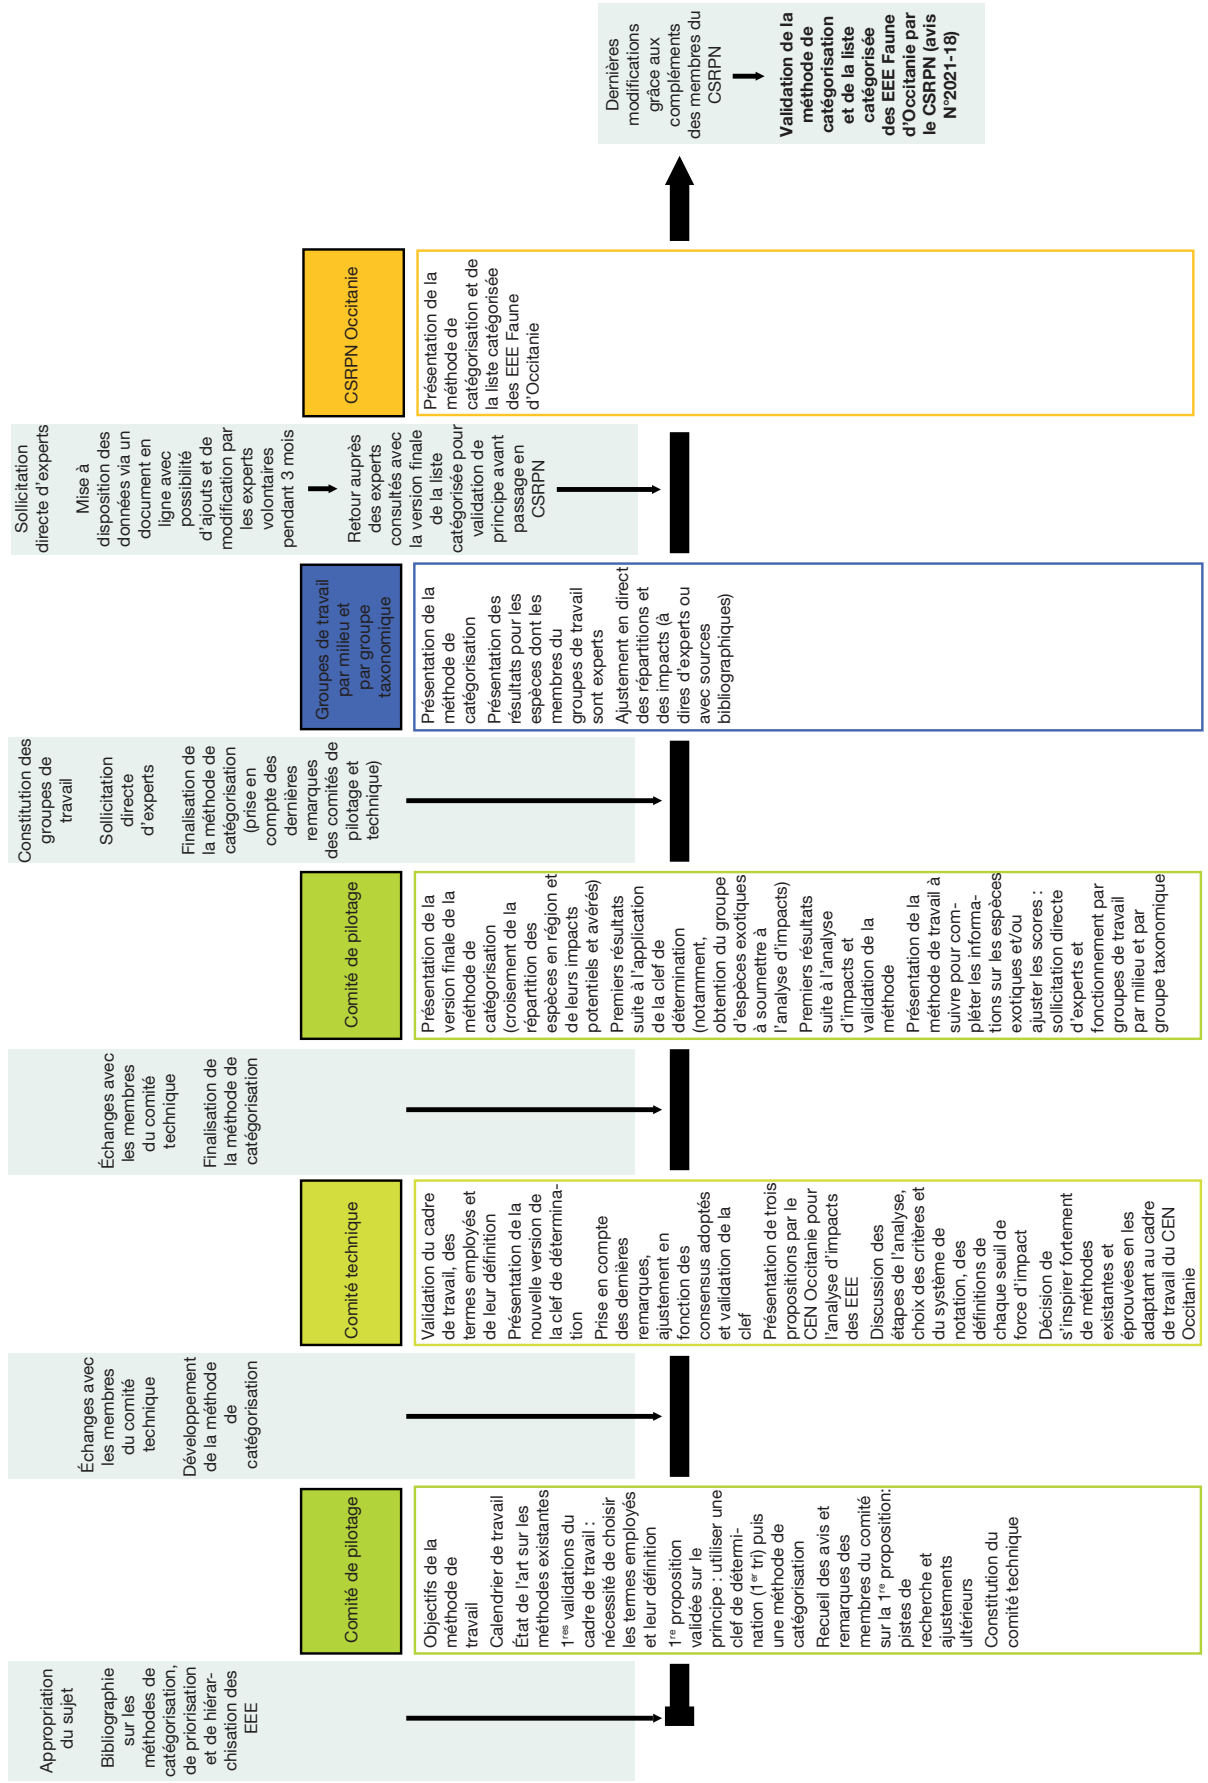 Appropriation
du sujet
Bibliographie
sur les
méthodes de
catégorisation,
de priorisation
et de hiérar-
chisation des
EEE
Comité de pilotage
Objectifs de la
méthode de
travail
Calendrier de travail
État de l'art sur les
méthodes existantes
1res validations du
cadre de travail :
nécessité de choisir
les termes employés
et leur définition
1re proposition
validée sur le
principe : utiliser une
clef de détermi-
nation (1er tri) puis
une méthode de
catégorisation
Recueil des avis et
remarques des
membres du comité
sur la 1re proposition:
pistes de
recherche et
ajustements
ultérieurs
Constitution du
comité technique
Échanges avec
les membres
du comité
technique
Développement
de la méthode
de
catégorisation
Comité technique
Validation du cadre
de travail, des
termes employés et
de leur définition
Présentation de la
nouvelle version de
la clef de détermina-
tion
Prise en compte
des dernières
remarques,
ajustement en
fonction des
consensus adoptés
et validation de la
clef
Présentation de trois
propositions par le
CEN Occitanie pour
l'analyse d'impacts
des EEE
Discussion des
étapes de l'analyse,
choix des critères et
du système de
notation, des
définitions de
chaque seuil de
force d'impact
Décision de
s'inspirer fortement
de méthodes
existantes et
éprouvées en les
adaptant au cadre
de travail du CEN
Occitanie
Échanges avec
les membres
du comité
technique
Finalisation de
la méthode de
catégorisation
Comité de pilotage
Présentation de la
version finale de la
méthode de
catégorisation
(croisement de la
répartition des
espèces en région et
de leurs impacts
potentiels et avérés)
Premiers résultats
suite à l'application
de la clef de
détermination
(notamment,
obtention du groupe
d'espèces exotiques
à soumettre à
l'analyse d'impacts)
Premiers résultats
suite à l'analyse
d'impacts et
validation de la
méthode
Présentation de la
méthode de travail à
suivre pour com-
pléter les informa-
tions sur les espèces
exotiques et/ou
ajuster les scores :
sollicitation directe
d'experts et
fonctionnement par
groupes de travail
par milieu et par
groupe taxonomique
Constitution des
groupes de
travail
Sollicitation
directe
d'experts
Finalisation de
la méthode de
catégorisation
(prise en
compte des
dernières
remarques
des comités de
pilotage et
technique)
Groupes de travail
par milieu et
par groupe
taxonomique
Présentation de la
méthode de
catégorisation
Présentation des
résultats pour les
espèces dont les
membres du
groupes de travail
sont experts
Ajustement en direct
des répartitions et
des impacts (à
dires d'experts ou
avec sources
bibliographiques)
Sollicitation
directe d'experts
Mise à
disposition des
données via un
document en
ligne avec
possibilité
d'ajouts et de
modification par
les experts
volontaires
pendant 3 mois
Retour auprès
des experts
consultés avec
la version finale
de la liste
catégorisée pour
validation de
principe avant
passage en
CSRPN
CSRPN Occitanie
Présentation de la
méthode de
catégorisation et de
la liste catégorisée
des EEE Faune
d'Occitanie
Dernières
modifications
grâce aux
compléments
des membres du
CSRPN
Validation de la
méthode de
catégorisation
et de la liste
catégorisée
des EEE Faune
d'Occitanie par
le CSRPN (avis
N°2021-18)